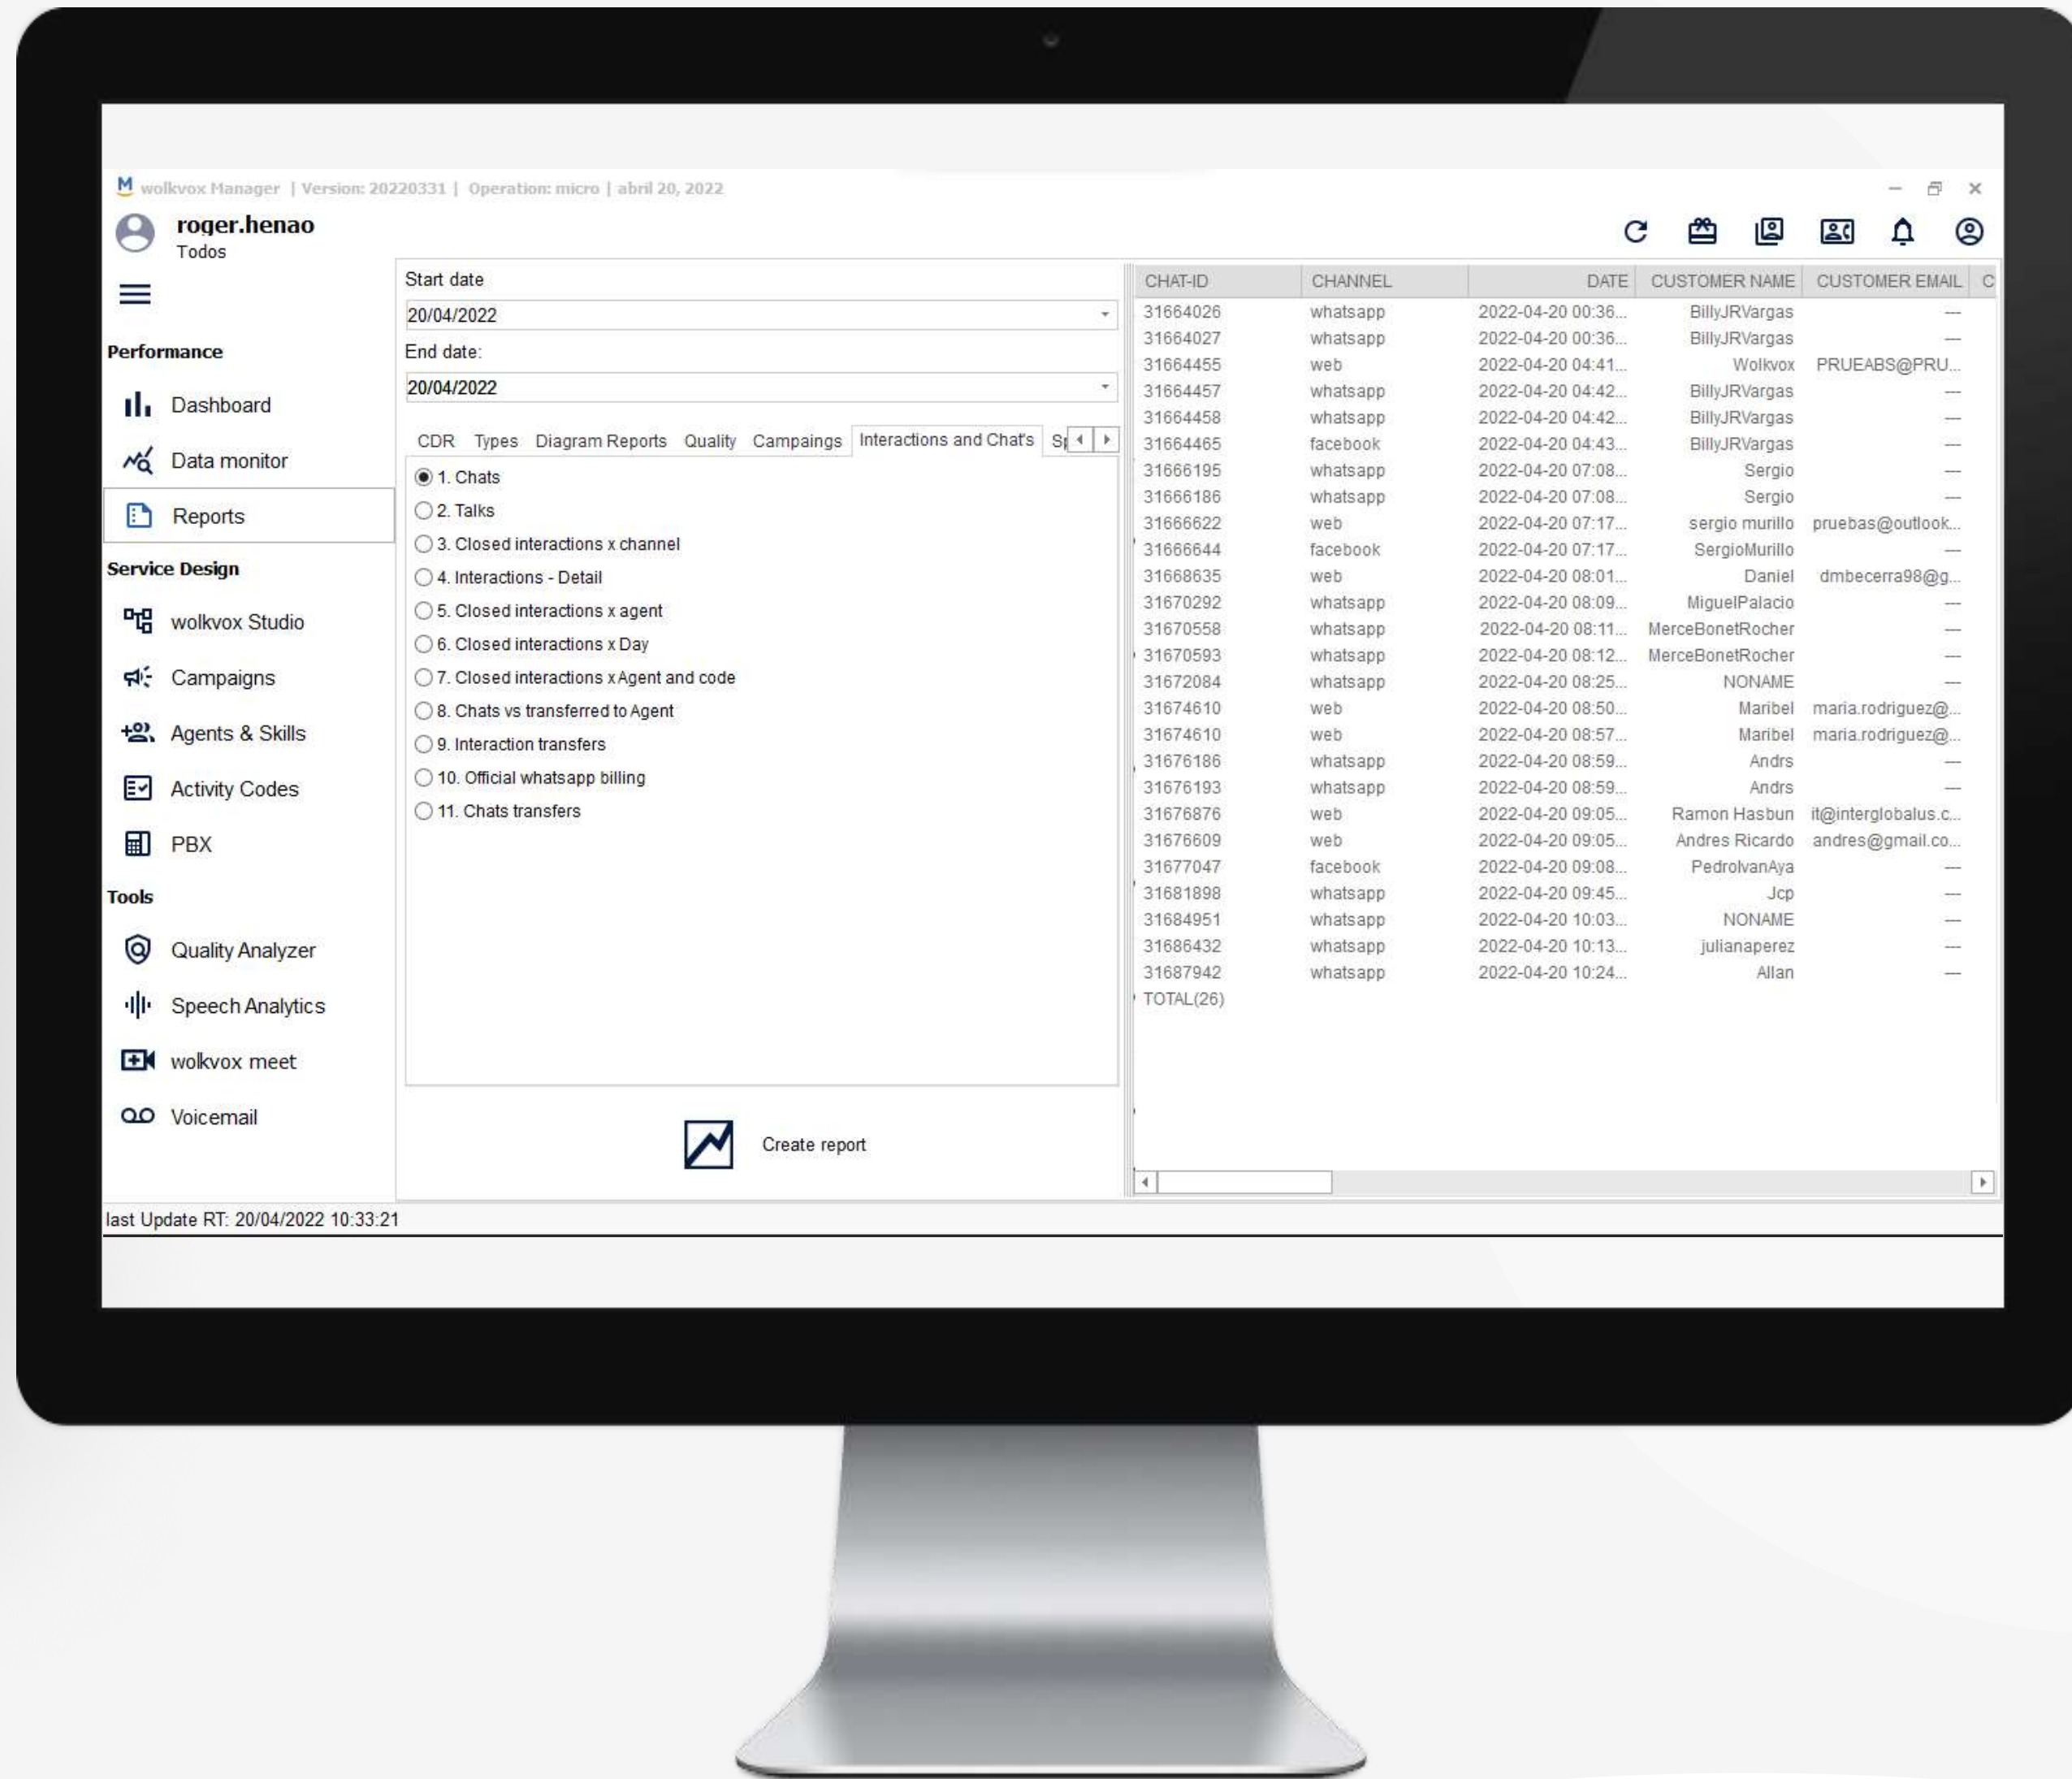 M wolkvox Manager | Version: 20220331 | Operation: micro | abril 20, 2022
roger.henao
Todos
Performance
Dashboard
Data monitor
Reports
Service Design
wolkvox Studio
Campaigns
Agents & Skills
Activity Codes
PBX
Tools
Quality Analyzer
Speech Analytics
wolkvox meet
Voicemail
Start date
20/04/2022
End date:
20/04/2022
CDR Types Diagram Reports Quality Campaings Interactions and Chat's Sp
1. Chats
2. Talks
3. Closed interactions x channel
4. Interactions - Detail
5. Closed interactions x agent
6. Closed interactions x Day
7. Closed interactions x Agent and code
8. Chats vs transferred to Agent
9. Interaction transfers
10. Official whatsapp billing
11. Chats transfers
Create report
CHAT-ID CHANNEL DATE CUSTOMER NAME CUSTOMER EMAIL C
31664026 whatsapp 2022-04-20 00:36... BillyJRVargas ---
31664027 whatsapp 2022-04-20 00:36... BillyJRVargas ---
31664455 web 2022-04-20 04:41... Wolkvox PRUEABS@PRU...
31664457 whatsapp 2022-04-20 04:42... BillyJRVargas ---
31664458 whatsapp 2022-04-20 04:42... BillyJRVargas ---
31664465 facebook 2022-04-20 04:43... BillyJRVargas ---
31666195 whatsapp 2022-04-20 07:08... Sergio ---
31666186 whatsapp 2022-04-20 07:08... Sergio ---
31666622 web 2022-04-20 07:17... sergio murillo pruebas@outlook...
31666644 facebook 2022-04-20 07:17... SergioMurillo ---
31668635 web 2022-04-20 08:01... Daniel dmbecerra98@g...
31670292 whatsapp 2022-04-20 08:09... MiguelPalacio ---
31670558 whatsapp 2022-04-20 08:11... MerceBonetRocher ---
31670593 whatsapp 2022-04-20 08:12... MerceBonetRocher ---
31672084 whatsapp 2022-04-20 08:25... NONAME ---
31674610 web 2022-04-20 08:50... Maribel maria.rodriguez@...
31674610 web 2022-04-20 08:57... Maribel maria.rodriguez@...
31676186 whatsapp 2022-04-20 08:59... Andrs ---
31676193 whatsapp 2022-04-20 08:59... Andrs ---
31676876 web 2022-04-20 09:05... Ramon Hasbun it@interglobalus.c...
31676609 web 2022-04-20 09:05... Andres Ricardo andres@gmail.co...
31677047 facebook 2022-04-20 09:08... PedroIvanAya ---
31681898 whatsapp 2022-04-20 09:45... Jcp ---
31684951 whatsapp 2022-04-20 10:03... NONAME ---
31686432 whatsapp 2022-04-20 10:13... julianaperez ---
31687942 whatsapp 2022-04-20 10:24... Allan ---
TOTAL(26)
last Update RT: 20/04/2022 10:33:21